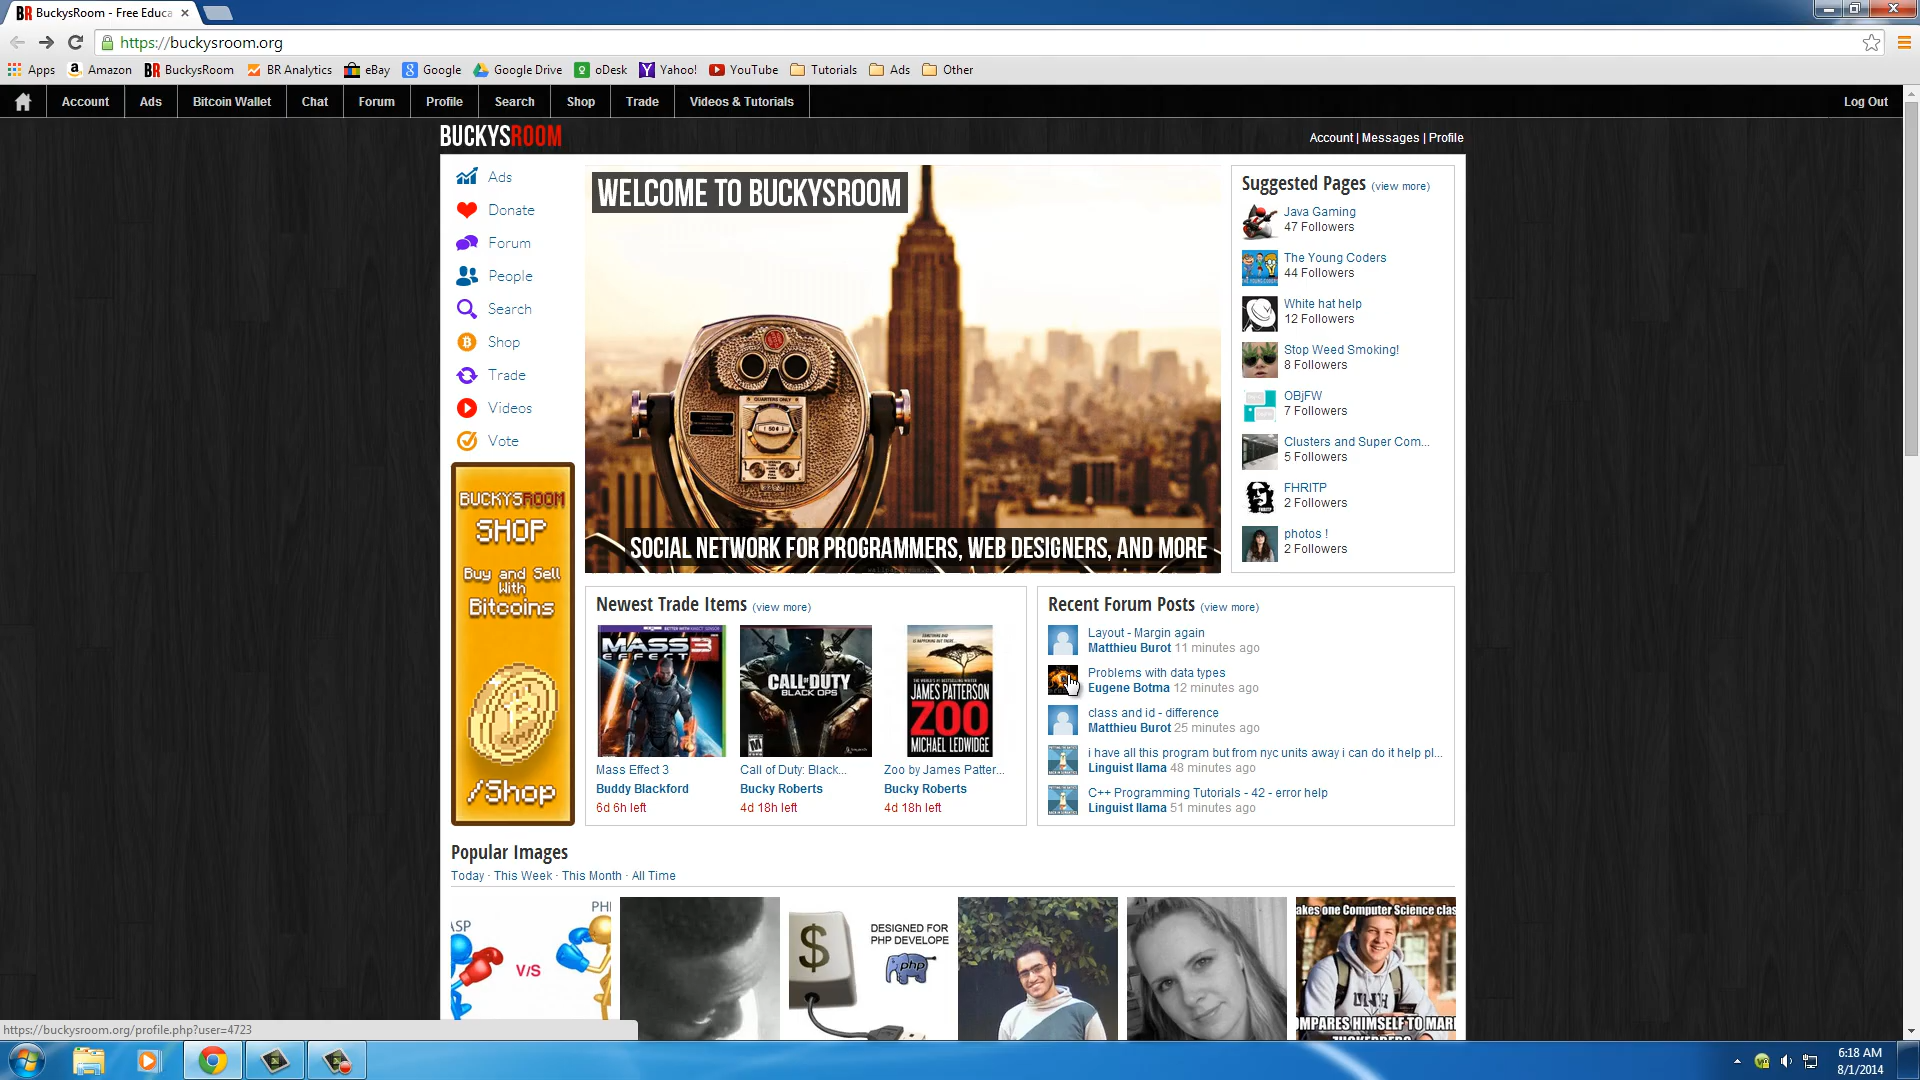 BR BuckysRoom - Free Educa
https://buckysroom.org
Apps Amazon BR BuckysRoom BR Analytics eBay Google Google Drive oDesk Yahoo! YouTube Tutorials Ads Other
Account Ads Bitcoin Wallet Chat Forum Profile Search Shop Trade Videos & Tutorials Log Out
BUCKYSROOM
Account | Messages | Profile
Ads
Donate
Forum
People
Search
Shop
Trade
Videos
Vote
BUCKYSROOM
SHOP
Buy and Sell
With
Bitcoins
/Shop
WELCOME TO BUCKYSROOM
QUARTERS ONLY
50¢
SOCIAL NETWORK FOR PROGRAMMERS, WEB DESIGNERS, AND MORE
Suggested Pages (view more)
Java Gaming
47 Followers
The Young Coders
44 Followers
White hat help
12 Followers
Stop Weed Smoking!
8 Followers
OBjFW
7 Followers
Clusters and Super Com...
5 Followers
FHRITP
2 Followers
photos !
2 Followers
Newest Trade Items (view more)
MASS 3
EFFECT
CALL OF DUTY
BLACK OPS
JAMES PATTERSON
ZOO
MICHAEL LEDWIDGE
Mass Effect 3
Buddy Blackford
6d 6h left
Call of Duty: Black...
Bucky Roberts
4d 18h left
Zoo by James Patter...
Bucky Roberts
4d 18h left
Recent Forum Posts (view more)
Layout - Margin again
Matthieu Burot 11 minutes ago
Problems with data types
Eugene Botma 12 minutes ago
class and id - difference
Matthieu Burot 25 minutes ago
i have all this program but from nyc units away i can do it help pl...
Linguist llama 48 minutes ago
C++ Programming Tutorials - 42 - error help
Linguist llama 51 minutes ago
Popular Images
Today · This Week · This Month · All Time
ASP
PH
V/S
$
DESIGNED FOR
PHP DEVELOPE
php
akes one Computer Science clas
OMPARES HIMSELF TO MAR
ZUCKERBERG
https://buckysroom.org/profile.php?user=4723
6:18 AM
8/1/2014